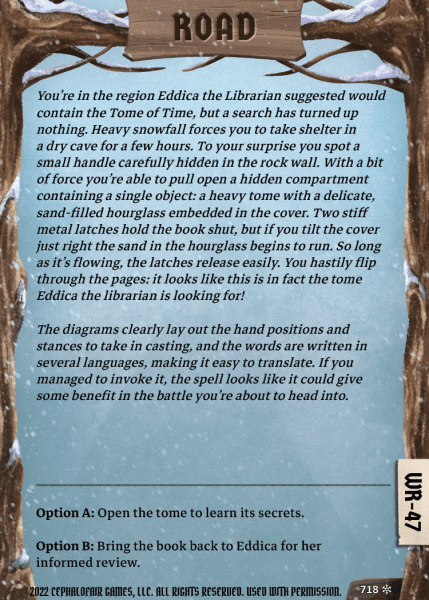 ROAD
You're in the region Eddica the Librarian suggested would
contain the Tome of Time, but a search has turned up
nothing. Heavy snowfall forces you to take shelter in
a dry cave for a few hours. To your surprise you spot a
small handle carefully hidden in the rock wall. With a bit
of force you're able to pull open a hidden compartment
containing a single object: a heavy tome with a delicate,
sand-filled hourglass embedded in the cover. Two stiff
metal latches hold the book shut, but if you tilt the cover
just right the sand in the hourglass begins to run. So long
as it's flowing, the latches release easily. You hastily flip
through the pages: it looks like this is in fact the tome
Eddica the librarian is looking for!
The diagrams clearly lay out the hand positions and
stances to take in casting, and the words are written in
several languages, making it easy to translate. If you
managed to invoke it, the spell looks like it could give
some benefit in the battle you're about to head into.
WR-47
Option A: Open the tome to learn its secrets.
Option B: Bring the book back to Eddica for her
informed review.
2022 CEPHALOFAIR GAMES, LLC. ALL RIGHTS RESERVED. USED WITH PERMISSION.
718